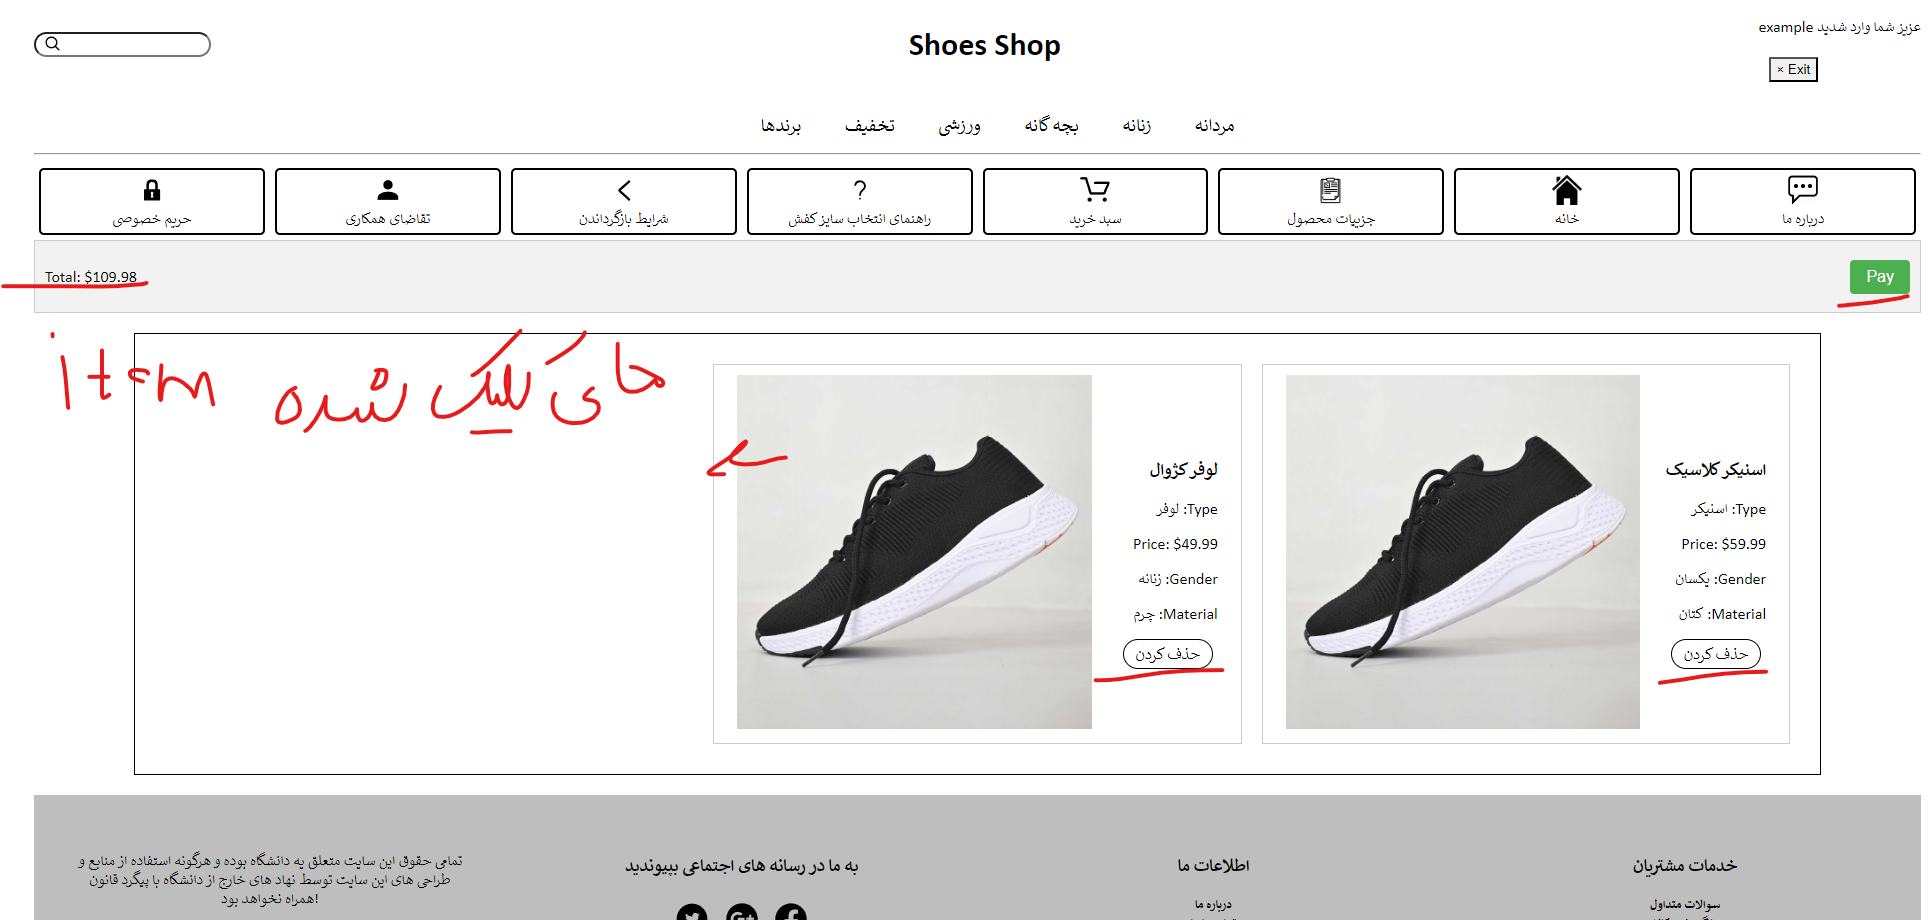 example عزیز شما وارد شدید
Shoes Shop
× Exit
مردانه
زنانه
بچه گانه
ورزشی
تخفیف
برندها
درباره ما
خانه
جزییات محصول
سبد خرید
راهنمای انتخاب سایز کفش
شرایط بازگرداندن
تقاضای همکاری
حریم خصوصی
Total: $109.98
Pay
item های کلیک شده
اسنیکر کلاسیک
Type: اسنیکر
Price: $59.99
Gender: یکسان
Material: کتان
حذف کردن
لوفر کژوال
Type: لوفر
Price: $49.99
Gender: زنانه
Material: چرم
حذف کردن
خدمات مشتریان
سوالات متداول
اطلاعات ما
درباره ما
به ما در رسانه های اجتماعی بپیوندید
تمامی حقوق این سایت متعلق به دانشگاه بوده و هرگونه استفاده از منابع و
طراحی های این سایت توسط نهاد های خارج از دانشگاه با پیگرد قانون
همراه نخواهد بود!